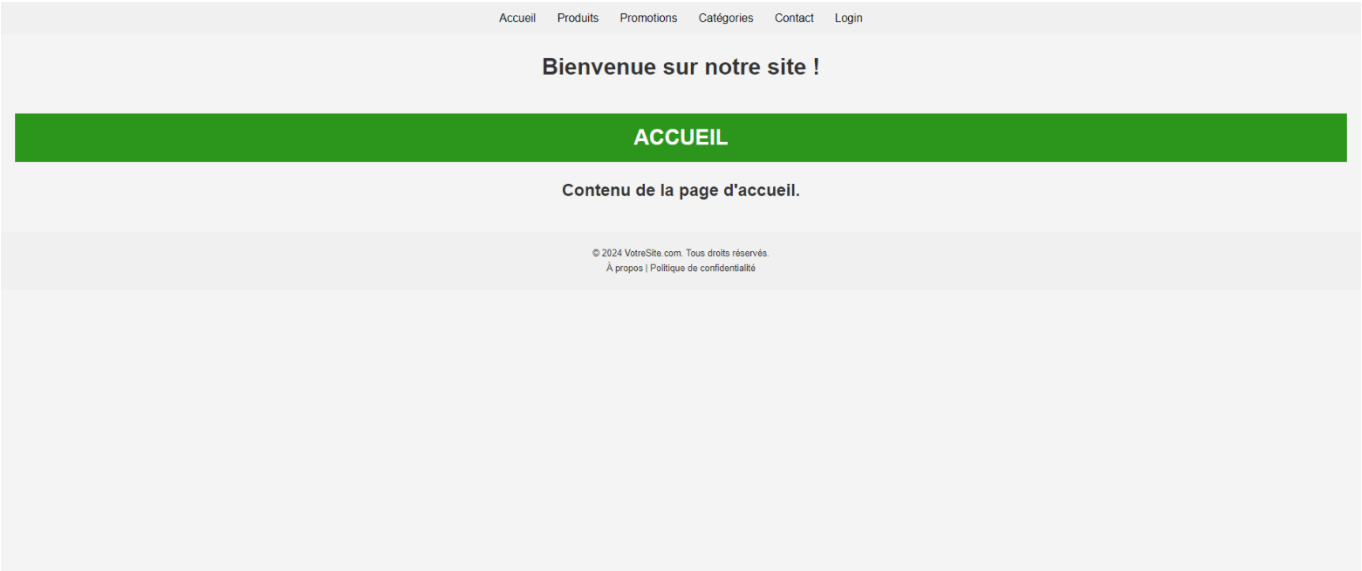 Accueil Produits Promotions Catégories Contact Login
Bienvenue sur notre site !
ACCUEIL
Contenu de la page d'accueil.
© 2024 VotreSite.com. Tous droits réservés.
À propos | Politique de confidentialité